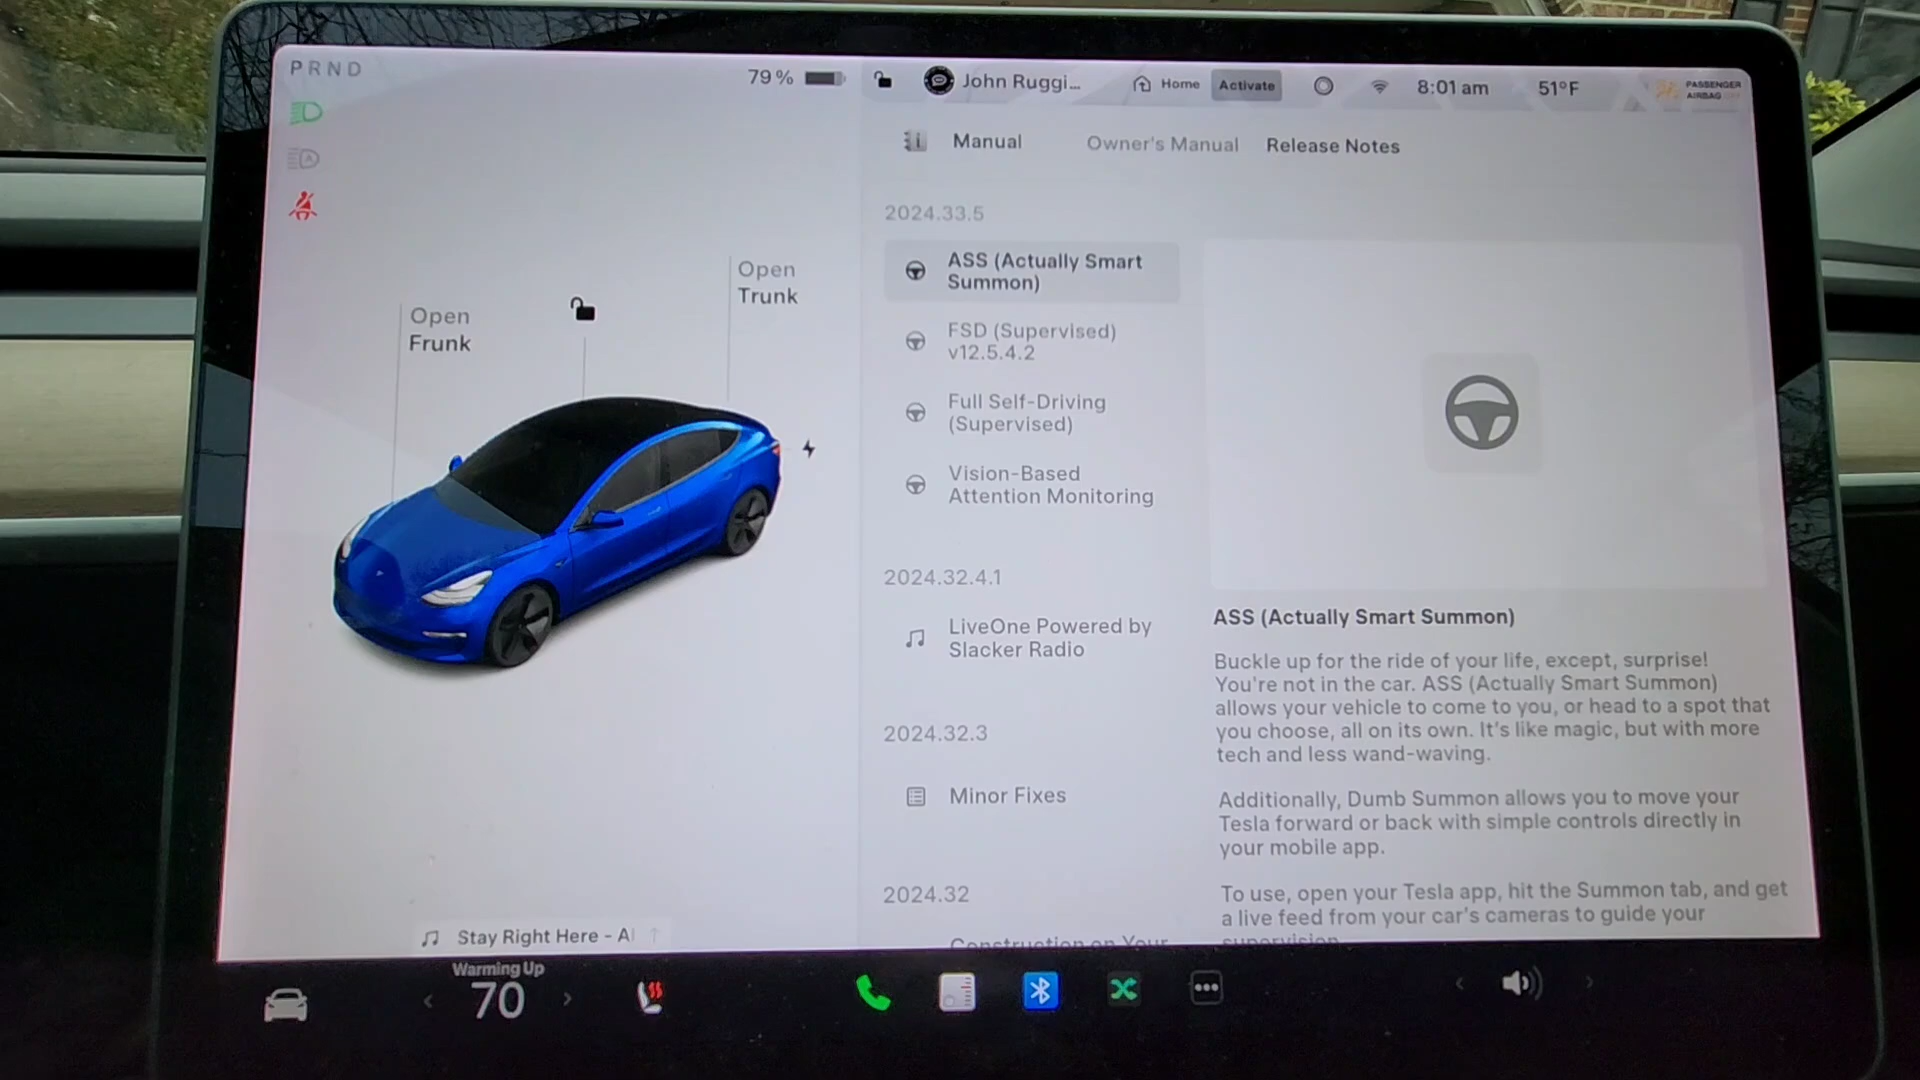 PRND
79%
John Ruggi...
Home
Activate
8:01 am
51°F
PASSENGER
AIRBAG OFF
Manual
Owner's Manual
Release Notes
Open
Frunk
Open
Trunk
2024.33.5
ASS (Actually Smart
Summon)
FSD (Supervised)
v12.5.4.2
Full Self-Driving
(Supervised)
Vision-Based
Attention Monitoring
2024.32.4.1
LiveOne Powered by
Slacker Radio
2024.32.3
Minor Fixes
2024.32
Construction on Your
ASS (Actually Smart Summon)
Buckle up for the ride of your life, except, surprise!
You're not in the car. ASS (Actually Smart Summon)
allows your vehicle to come to you, or head to a spot that
you choose, all on its own. It's like magic, but with more
tech and less wand-waving.
Additionally, Dumb Summon allows you to move your
Tesla forward or back with simple controls directly in
your mobile app.
To use, open your Tesla app, hit the Summon tab, and get
a live feed from your car's cameras to guide your
supervision
Stay Right Here - Al
Warming Up
70